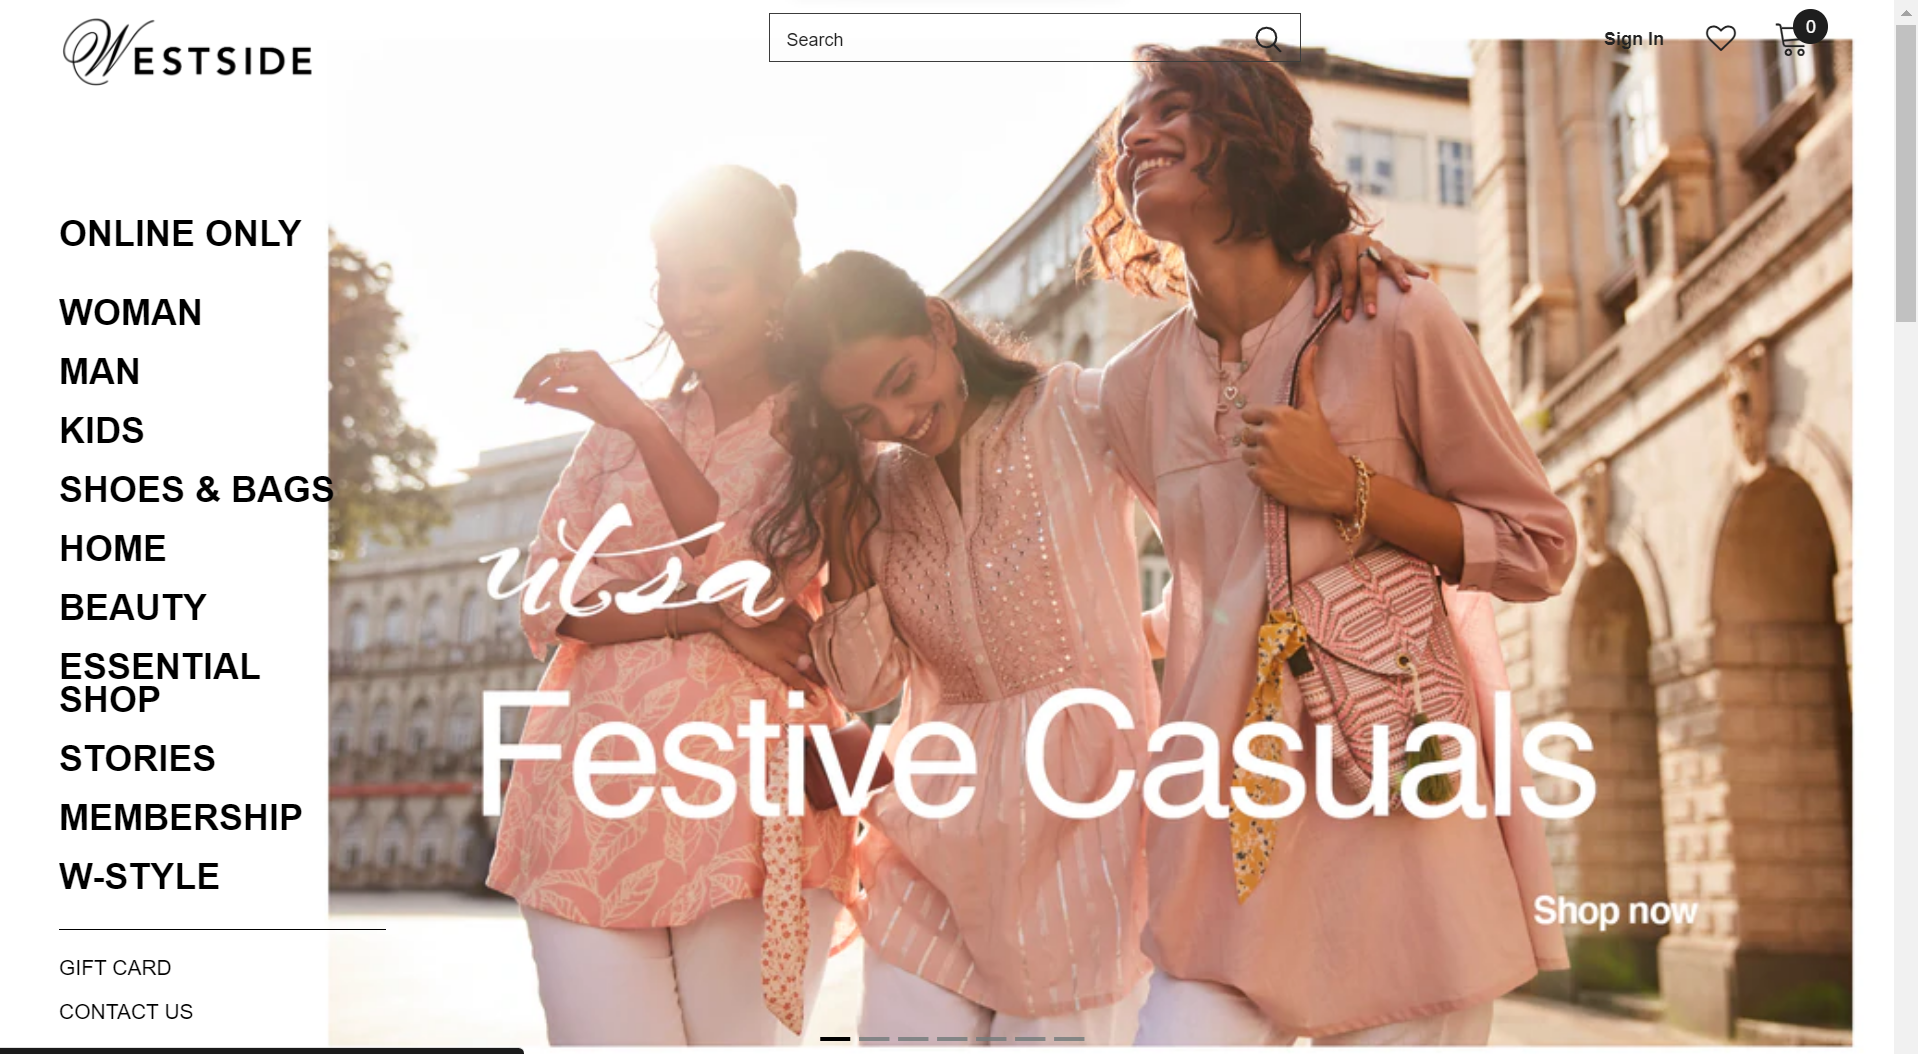 WESTSIDE
Search
Sign In
0
ONLINE ONLY
WOMAN
MAN
KIDS
SHOES & BAGS
HOME
BEAUTY
ESSENTIAL
SHOP
STORIES
MEMBERSHIP
W-STYLE
GIFT CARD
CONTACT US
utsa
Festive Casuals
Shop now